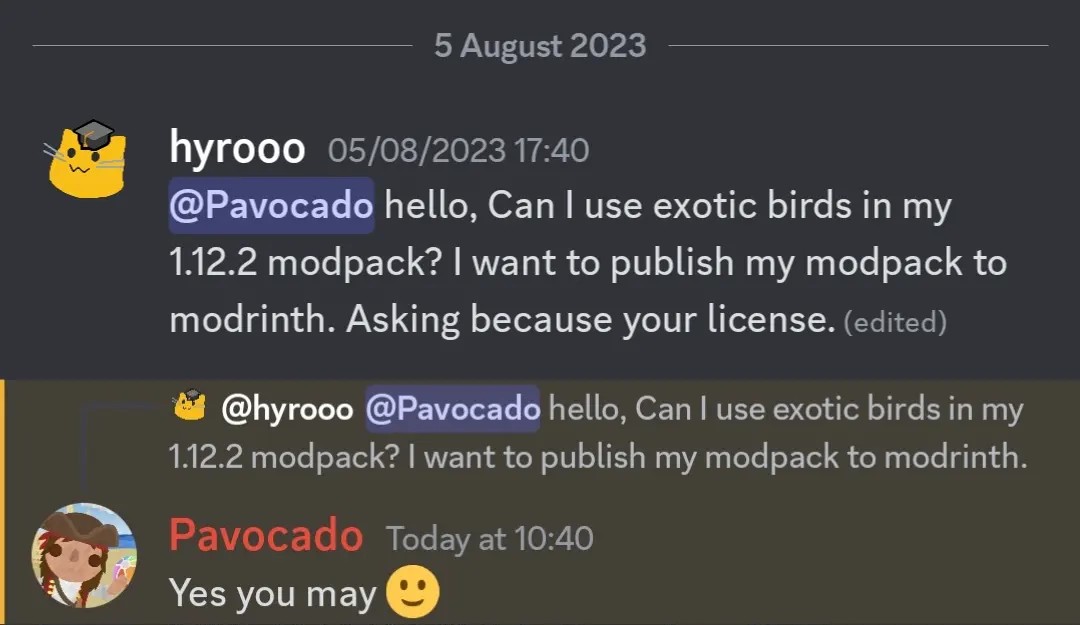 5 August 2023
hyrooo 05/08/2023 17:40
@Pavocado hello, Can I use exotic birds in my
1.12.2 modpack? I want to publish my modpack to
modrinth. Asking because your license. (edited)
@hyrooo @Pavocado hello, Can I use exotic birds in my
1.12.2 modpack? I want to publish my modpack to modrinth.
Pavocado Today at 10:40
Yes you may 🙂